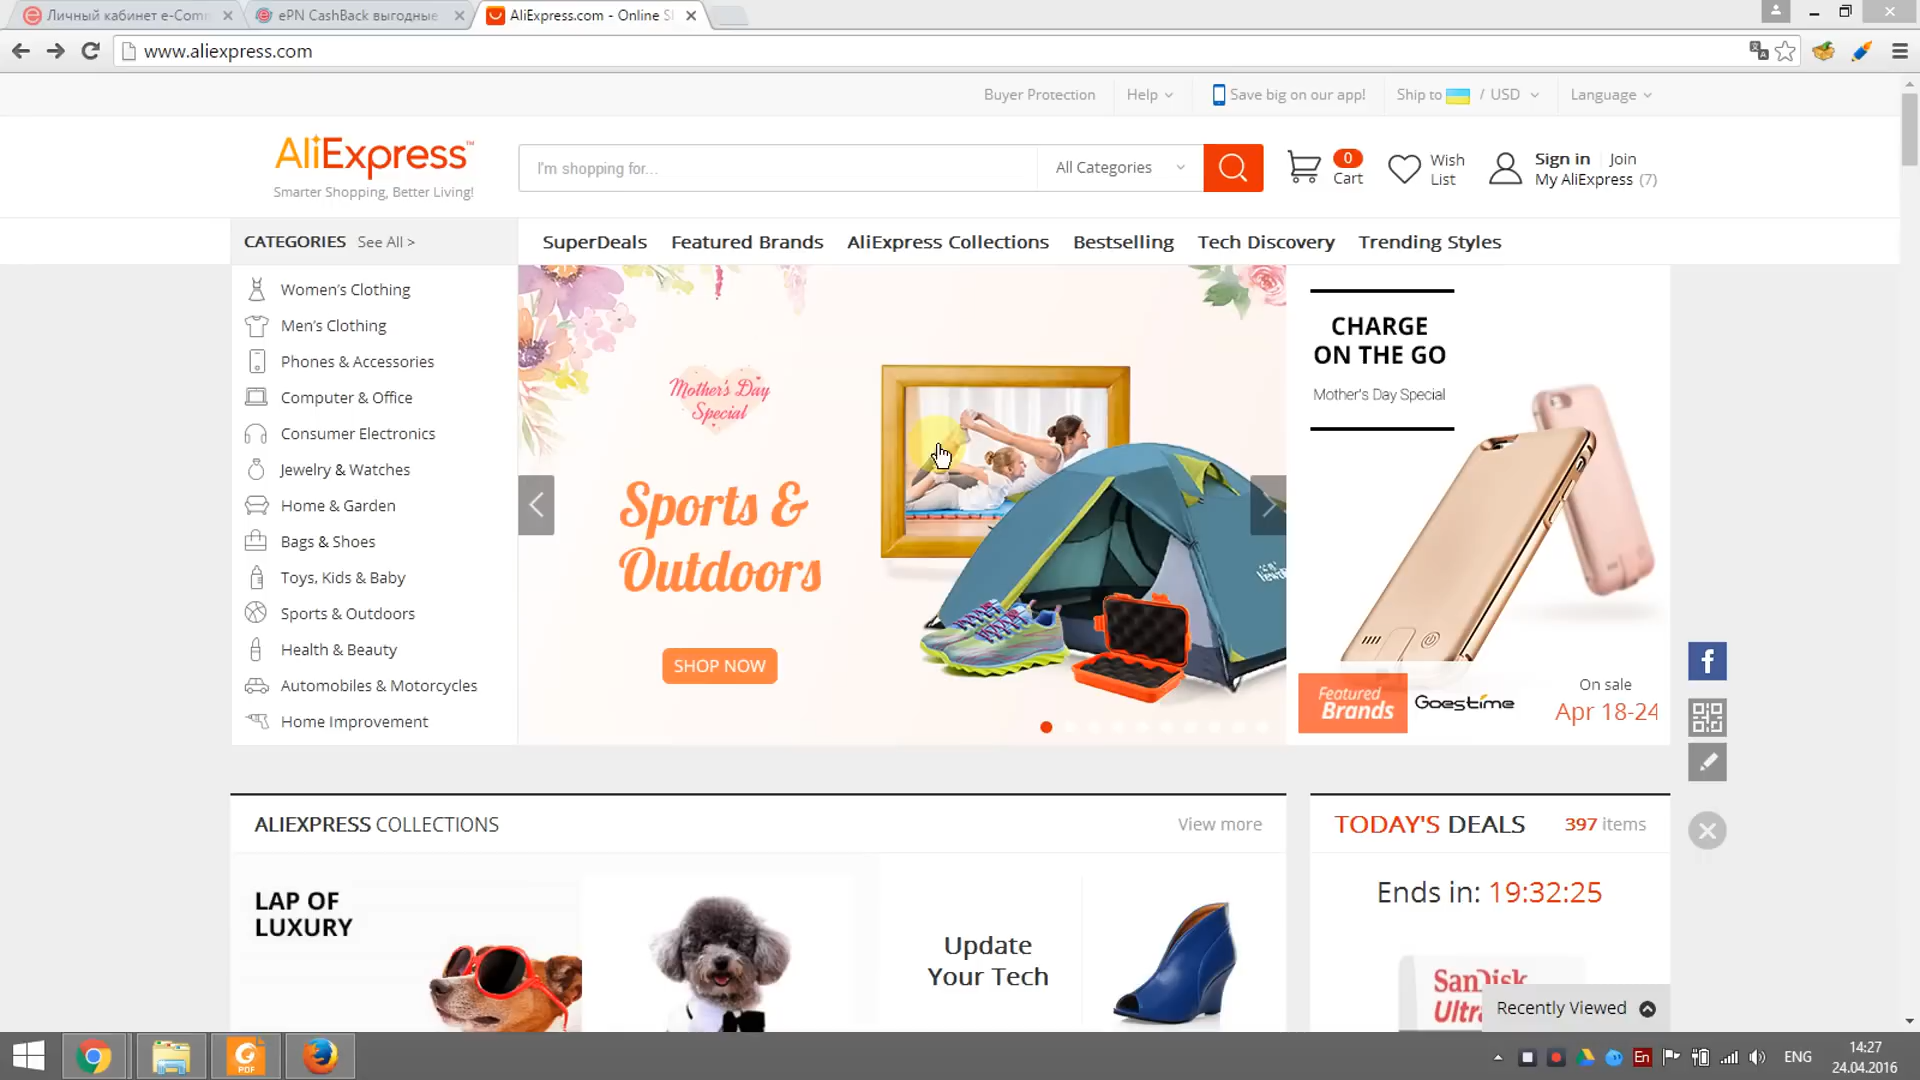 Личный кабинет e-Com
ePN CashBack выгодные
AliExpress.com - Online S
www.aliexpress.com
Buyer Protection
Help
Save big on our app!
Ship to / USD
Language
AliExpress™
Smarter Shopping, Better Living!
I'm shopping for...
All Categories
0
Cart
Wish
List
Sign in
Join
My AliExpress (7)
CATEGORIES See All >
SuperDeals
Featured Brands
AliExpress Collections
Bestselling
Tech Discovery
Trending Styles
Women's Clothing
Men's Clothing
Phones & Accessories
Computer & Office
Consumer Electronics
Jewelry & Watches
Home & Garden
Bags & Shoes
Toys, Kids & Baby
Sports & Outdoors
Health & Beauty
Automobiles & Motorcycles
Home Improvement
Mother's Day
Special
Sports &
Outdoors
SHOP NOW
CHARGE
ON THE GO
Mother's Day Special
Featured
Brands
Goestime
On sale
Apr 18-24
ALIEXPRESS COLLECTIONS
View more
TODAY'S DEALS
397 items
LAP OF
LUXURY
Update
Your Tech
Ends in: 19:32:25
SanDisk
Ultra
Recently Viewed
PDF
En
ENG
14:27
24.04.2016